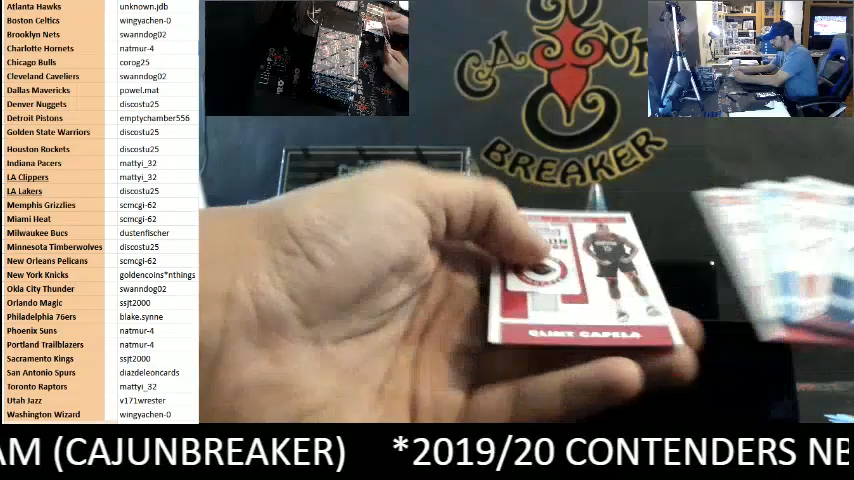 Atlanta Hawks unknown.jdb
Boston Celtics wingyachen-0
Brooklyn Nets swanndog02
Charlotte Hornets natmur-4
Chicago Bulls corog25
Cleveland Caveliers swanndog02
Dallas Mavericks powel.mat
Denver Nuggets discostu25
Detroit Pistons emptychamber556
Golden State Warriors discostu25
Houston Rockets discostu25
Indiana Pacers mattyi_32
LA Clippers mattyi_32
LA Lakers discostu25
Memphis Grizzlies scmcgi-62
Miami Heat scmcgi-62
Milwaukee Bucs dustenfischer
Minnesota Timberwolves discostu25
New Orleans Pelicans scmcgi-62
New York Knicks goldencoins*nthings
Okla City Thunder swanndog02
Orlando Magic ssjt2000
Philadelphia 76ers blake.synne
Phoenix Suns natmur-4
Portland Trailblazers natmur-4
Sacramento Kings ssjt2000
San Antonio Spurs diazdeleoncards
Toronto Raptors mattyi_32
Utah Jazz v171wrester
Washington Wizard wingyachen-0
CAJUN
BREAKER
CLINT CAPELA
AM (CAJUNBREAKER) *2019/20 CONTENDERS NB